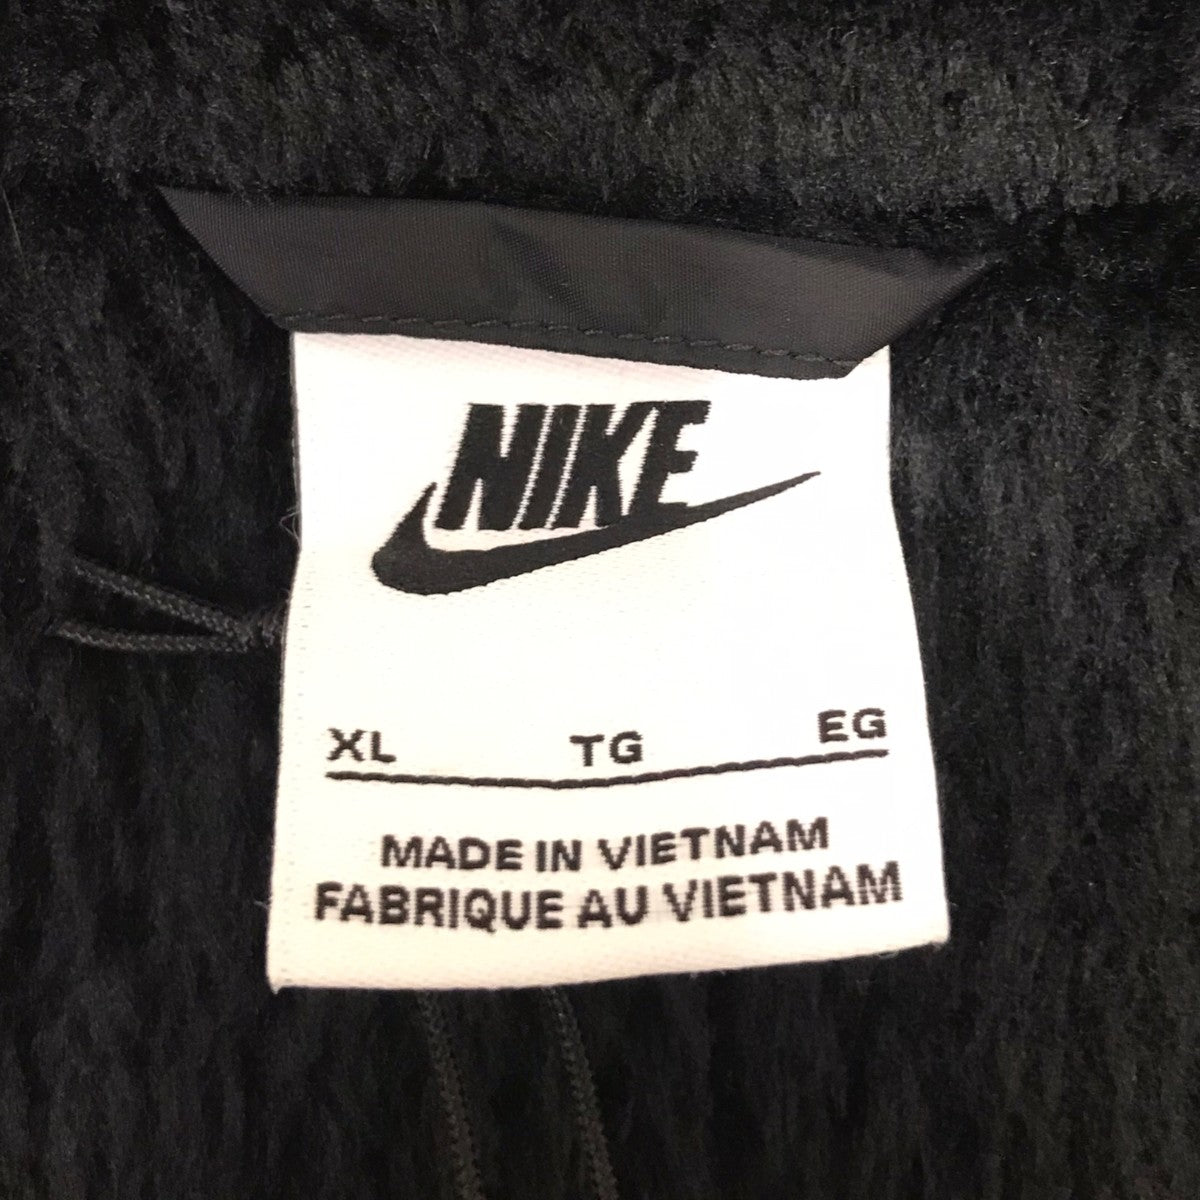 NIKE
XL TG EG
MADE IN VIETNAM
FABRIQUE AU VIETNAM